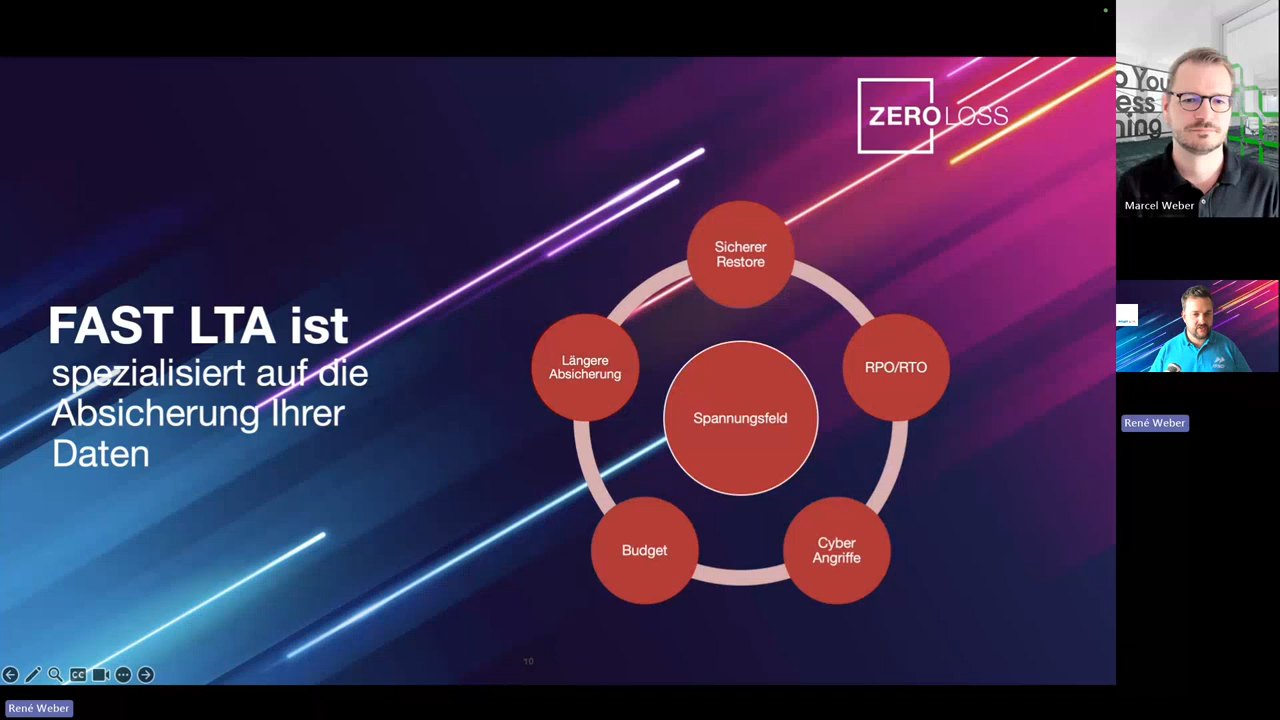 ZERO LOSS
FAST LTA ist
spezialisiert auf die
Absicherung Ihrer
Daten
Sicherer
Restore
Längere
Absicherung
RPO/RTO
Spannungsfeld
Budget
Cyber
Angriffe
10
CC
René Weber
Marcel Weber
René Weber